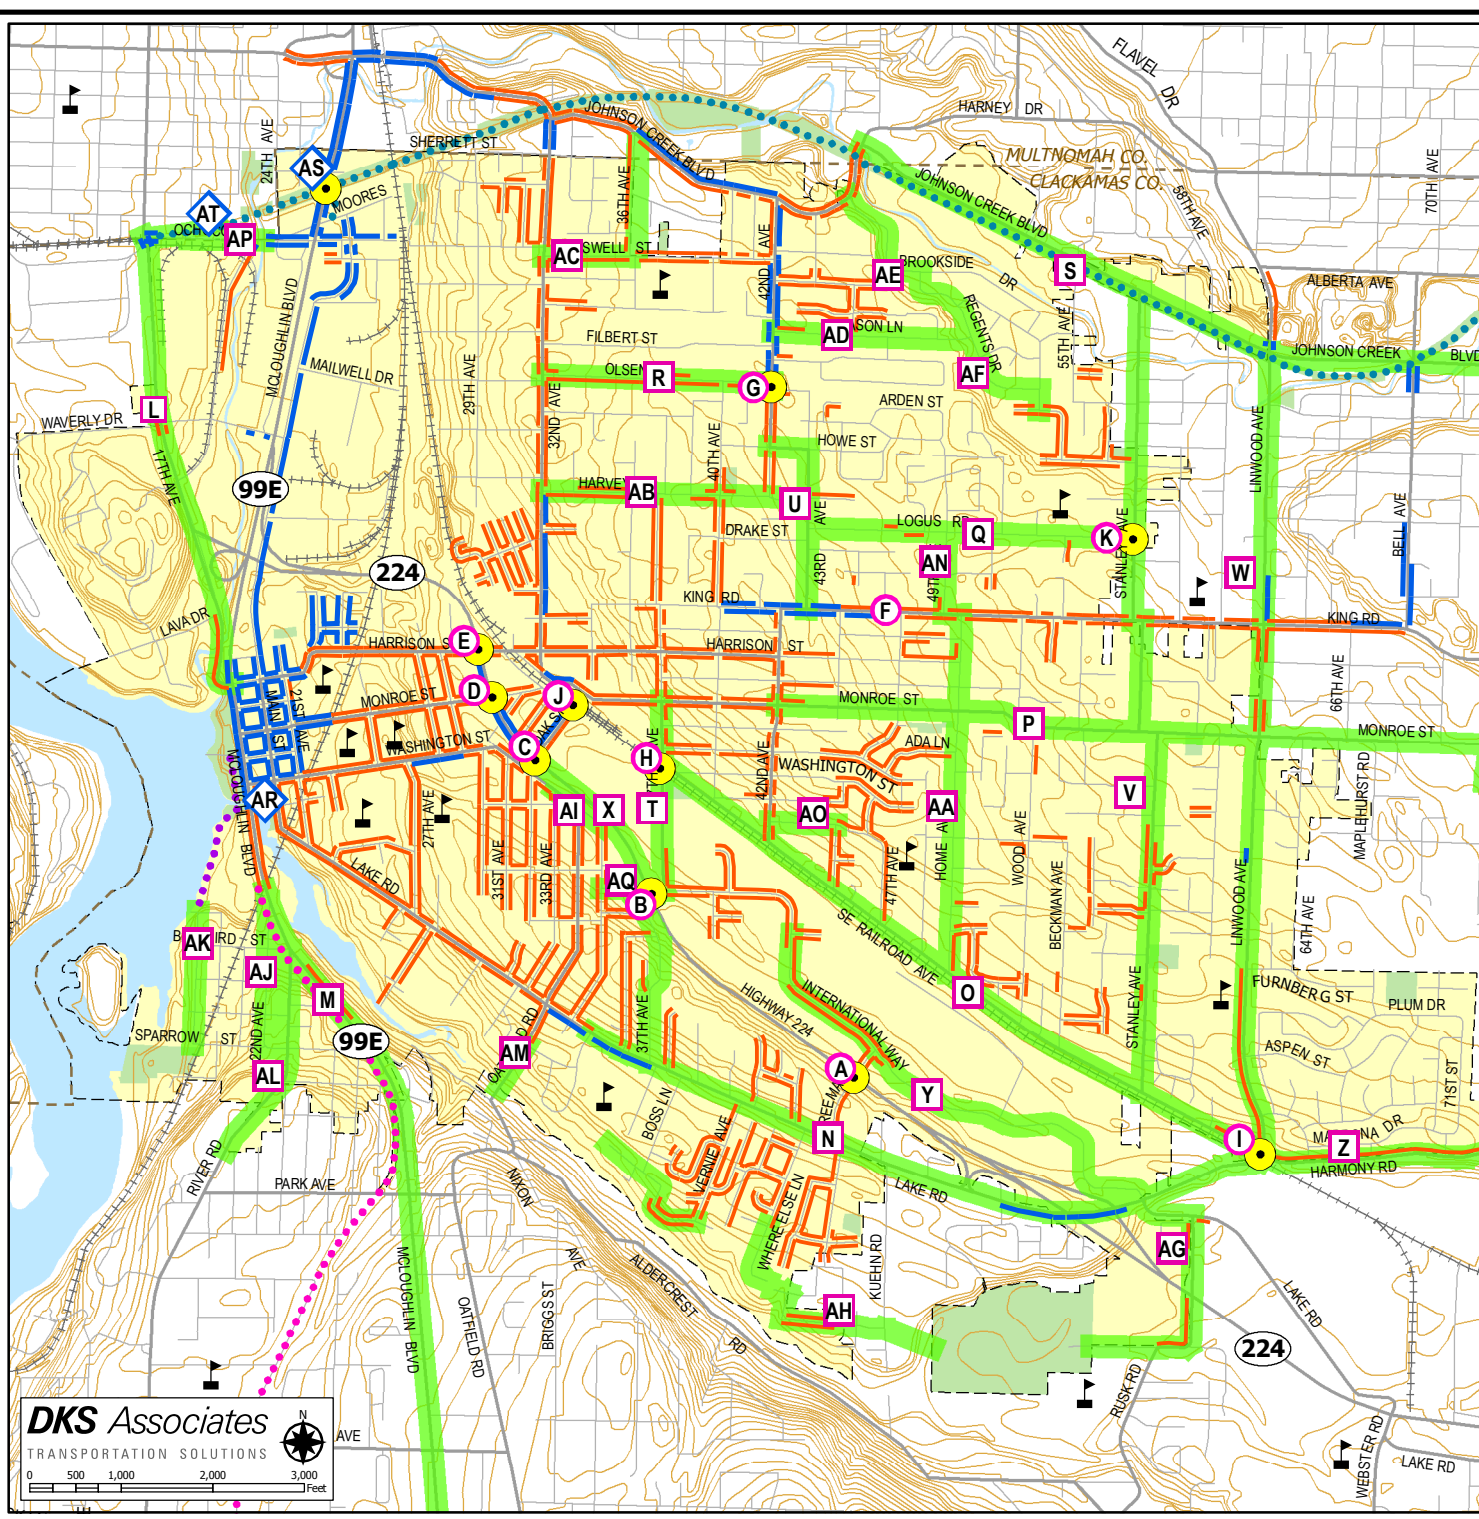 FLAVEL DR
HARNEY DR
24TH AVE
SHERRETT ST
JOHNSON CREEK BLVD
MULTNOMAH CO.
CLACKAMAS CO.
70TH AVE
AS
MOORES
36TH AVE
JOHNSON CREEK BLVD
58TH AVE
AT
AP
AC
SWELL ST
42ND AVE
AE
BROOKSIDE DR
S
ALBERTA AVE
MCLOUGHLIN BLVD
REGENTS DR
55TH AVE
FILBERT ST
AD
SON LN
JOHNSON CREEK BLVD
MAILWELL DR
29TH AVE
OLSEN
R
G
AF
L
WAVERLY DR
32ND AVE
ARDEN ST
40TH AVE
HOWE ST
LINWOOD AVE
17TH AVE
99E
HARVEY
AB
U
DRAKE ST
43RD AVE
LOGUS R
Q
K
STANLEY AVE
BELL AVE
224
AN
49TH
W
KING RD
F
KING RD
LAVA DR
HARRISON S
E
HARRISON ST
66TH AVE
MONROE ST
D
J
MONROE ST
P
MONROE ST
MAIN ST
21ST AVE
WASHINGTON ST
C
OAK S
H
ADA LN
WASHINGTON ST
42ND AVE
MCLOUGHLIN BLVD
AR
27TH AVE
AI
X
T
AO
AA
V
MAPLEHURST RD
LAKE RD
31ST AVE
33RD AVE
AQ
B
47TH AVE
HOME AV
WOOD AVE
BECKMAN AVE
LINWOOD AVE
64TH AVE
SE RAILROAD AVE
AK
B IRD ST
AJ
M
O
INTERNATIONAL WAY
HIGHWAY 224
FURNBERG ST
PLUM DR
SPARROW ST
22ND AVE
99E
AM
37TH AVE
STANLEY AVE
ASPEN ST
AL
A
Y
71ST ST
BOSS LN
VERNIE AVE
N
I
Z
HARMONY RD
RIVER RD
PARK AVE
NIXON AVE
LAKE RD
WHERE ELSE LN
KUEHN RD
AG
MCLOUGHLIN BLVD
OATFIELD RD
BRIGGS ST
ALDERCREST RD
AH
LAKE RD
224
RUSK RD
WEBSTER RD
LAKE RD
AVE
DKS Associates
TRANSPORTATION SOLUTIONS
N
0 500 1,000 2,000 3,000
Feet